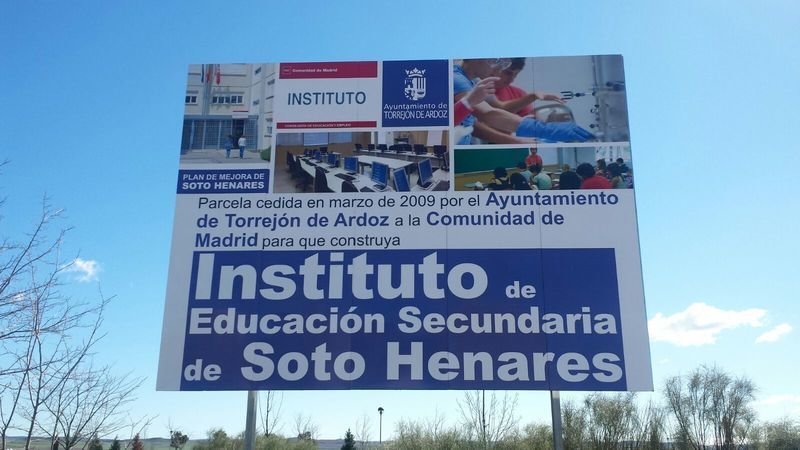 Comunidad de Madrid
INSTITUTO
CONSEJERÍA DE EDUCACIÓN Y EMPLEO
Ayuntamiento de
TORREJÓN DE ARDOZ
PLAN DE MEJORA DE
SOTO HENARES
Parcela cedida en marzo de 2009 por el Ayuntamiento
de Torrejón de Ardoz a la Comunidad de
Madrid para que construya
Instituto de
Educación Secundaria
de Soto Henares